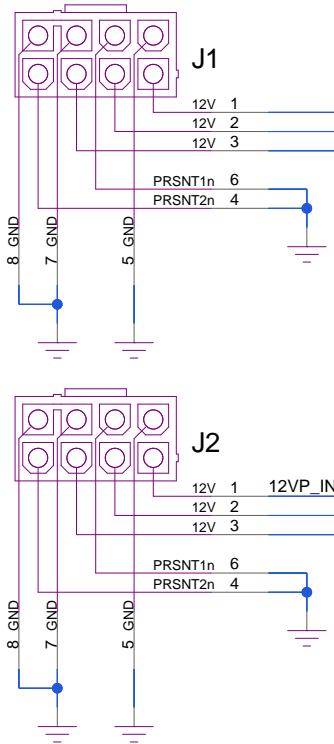 J1
12V 1
12V 2
12V 3
PRSNT1n 6
PRSNT2n 4
8 GND
7 GND
5 GND
J2
12V 1 12VP_IN
12V 2
12V 3
PRSNT1n 6
PRSNT2n 4
8 GND
7 GND
5 GND